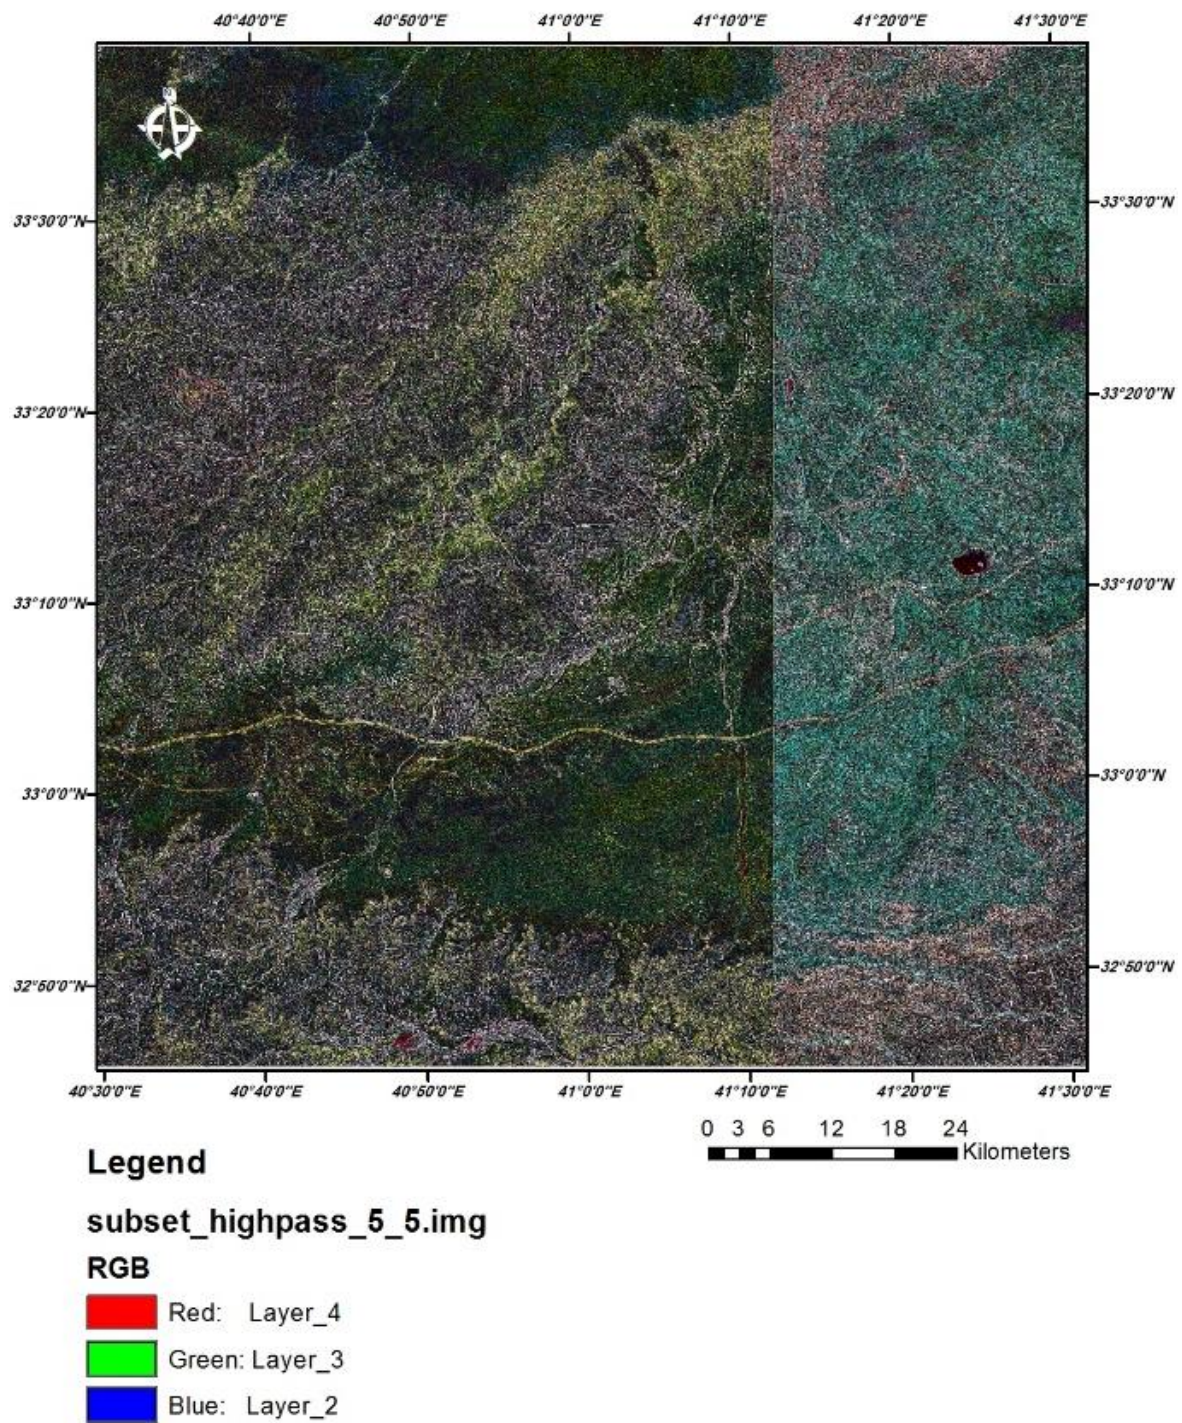 40°40'0"E 40°50'0"E 41°0'0"E 41°10'0"E 41°20'0"E 41°30'0"E
N
33°30'0"N 33°30'0"N
33°20'0"N 33°20'0"N
33°10'0"N 33°10'0"N
33°0'0"N 33°0'0"N
32°50'0"N 32°50'0"N
40°30'0"E 40°40'0"E 40°50'0"E 41°0'0"E 41°10'0"E 41°20'0"E 41°30'0"E
0 3 6 12 18 24
Kilometers
Legend
subset_highpass_5_5.img
RGB
Red: Layer_4
Green: Layer_3
Blue: Layer_2